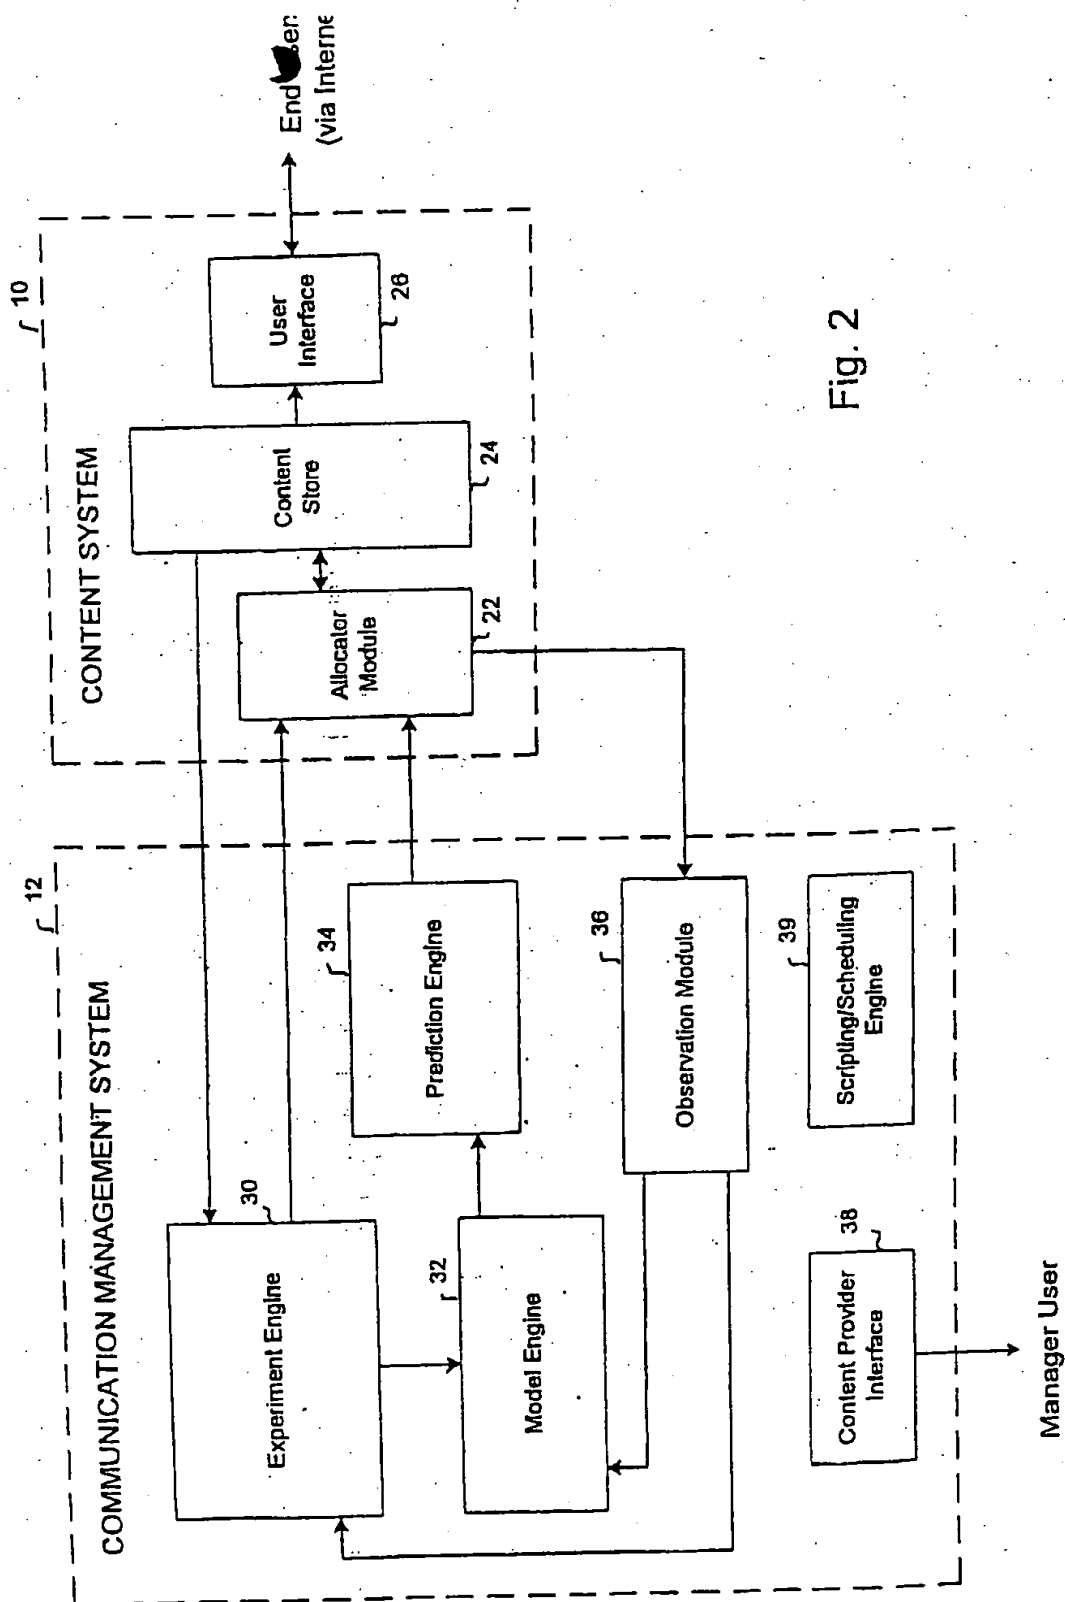 COMMUNICATION MANAGEMENT SYSTEM
12
Experiment Engine
30
Model Engine
32
Prediction Engine
34
Observation Module
36
Content Provider
Interface
38
Scripting/Scheduling
Engine
39
Manager User
CONTENT SYSTEM
10
Allocator
Module
22
Content
Store
24
User
Interface
26
End
(via
Fig. 2